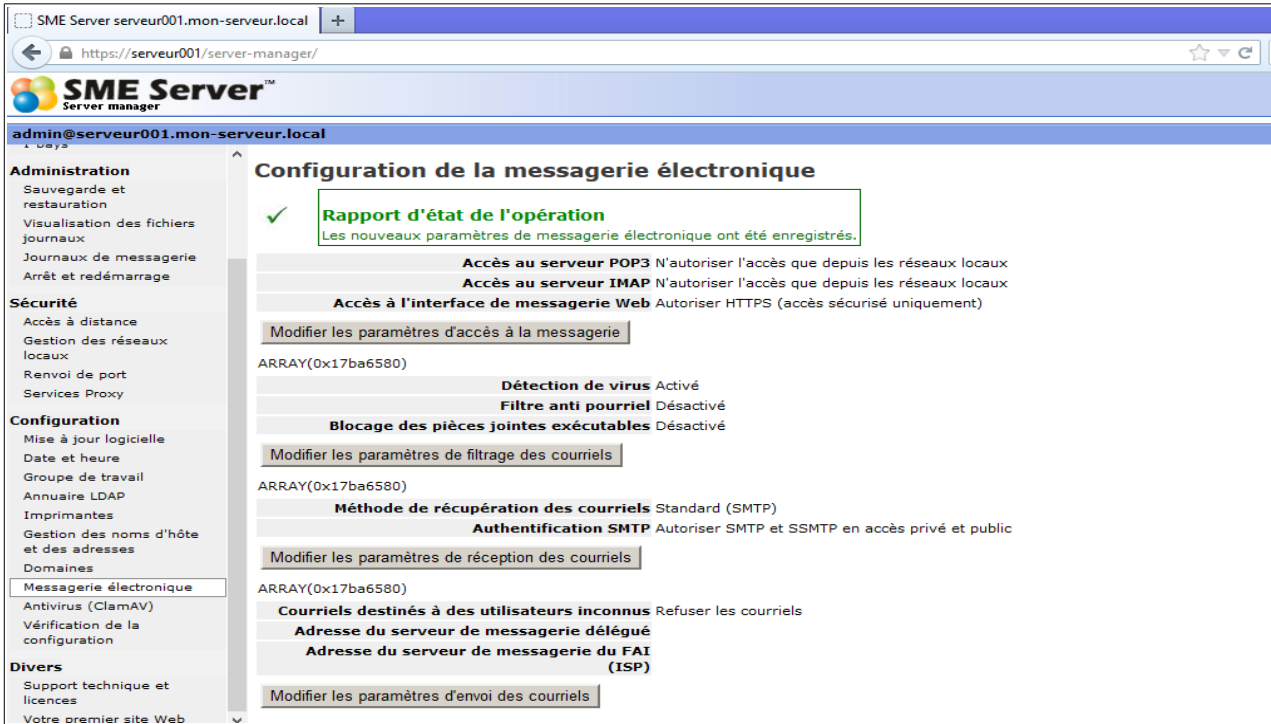 SME Server serveur001.mon-serveur.local
https://serveur001/server-manager/
SME Server™
Server manager
admin@serveur001.mon-serveur.local
Administration
Sauvegarde et
restauration
Visualisation des fichiers
journaux
Journaux de messagerie
Arrêt et redémarrage
Sécurité
Accès à distance
Gestion des réseaux
locaux
Renvoi de port
Services Proxy
Configuration
Mise à jour logicielle
Date et heure
Groupe de travail
Annuaire LDAP
Imprimantes
Gestion des noms d'hôte
et des adresses
Domaines
Messagerie électronique
Antivirus (ClamAV)
Vérification de la
configuration
Divers
Support technique et
licences
Votre premier site Web
Configuration de la messagerie électronique
Rapport d'état de l'opération
Les nouveaux paramètres de messagerie électronique ont été enregistrés.
Accès au serveur POP3 N'autoriser l'accès que depuis les réseaux locaux
Accès au serveur IMAP N'autoriser l'accès que depuis les réseaux locaux
Accès à l'interface de messagerie Web Autoriser HTTPS (accès sécurisé uniquement)
Modifier les paramètres d'accès à la messagerie
ARRAY(0x17ba6580)
Détection de virus Activé
Filtre anti pourriel Désactivé
Blocage des pièces jointes exécutables Désactivé
Modifier les paramètres de filtrage des courriels
ARRAY(0x17ba6580)
Méthode de récupération des courriels Standard (SMTP)
Authentification SMTP Autoriser SMTP et SSMTP en accès privé et public
Modifier les paramètres de réception des courriels
ARRAY(0x17ba6580)
Courriels destinés à des utilisateurs inconnus Refuser les courriels
Adresse du serveur de messagerie délégué
Adresse du serveur de messagerie du FAI
(ISP)
Modifier les paramètres d'envoi des courriels